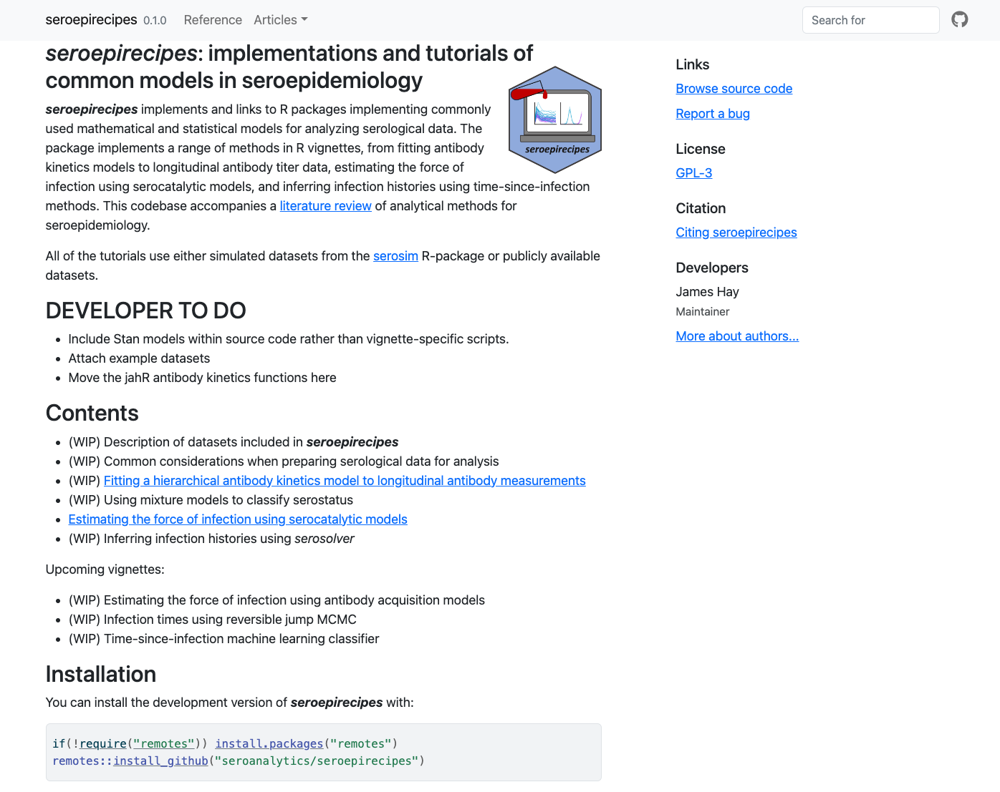 seroepirecipes 0.1.0 Reference Articles Search for
seroepirecipes: implementations and tutorials of
common models in seroepidemiology
seroepirecipes implements and links to R packages implementing commonly
used mathematical and statistical models for analyzing serological data. The
package implements a range of methods in R vignettes, from fitting antibody
kinetics models to longitudinal antibody titer data, estimating the force of
infection using serocatalytic models, and inferring infection histories using time-since-infection
methods. This codebase accompanies a literature review of analytical methods for
seroepidemiology.
seroepirecipes
All of the tutorials use either simulated datasets from the serosim R-package or publicly available
datasets.
DEVELOPER TO DO
• Include Stan models within source code rather than vignette-specific scripts.
• Attach example datasets
• Move the jahR antibody kinetics functions here
Contents
• (WIP) Description of datasets included in seroepirecipes
• (WIP) Common considerations when preparing serological data for analysis
• (WIP) Fitting a hierarchical antibody kinetics model to longitudinal antibody measurements
• (WIP) Using mixture models to classify serostatus
• Estimating the force of infection using serocatalytic models
• (WIP) Inferring infection histories using serosolver
Upcoming vignettes:
• (WIP) Estimating the force of infection using antibody acquisition models
• (WIP) Infection times using reversible jump MCMC
• (WIP) Time-since-infection machine learning classifier
Installation
You can install the development version of seroepirecipes with:
if(!require("remotes")) install.packages("remotes")
remotes::install_github("seroanalytics/seroepirecipes")
Links
Browse source code
Report a bug
License
GPL-3
Citation
Citing seroepirecipes
Developers
James Hay
Maintainer
More about authors...